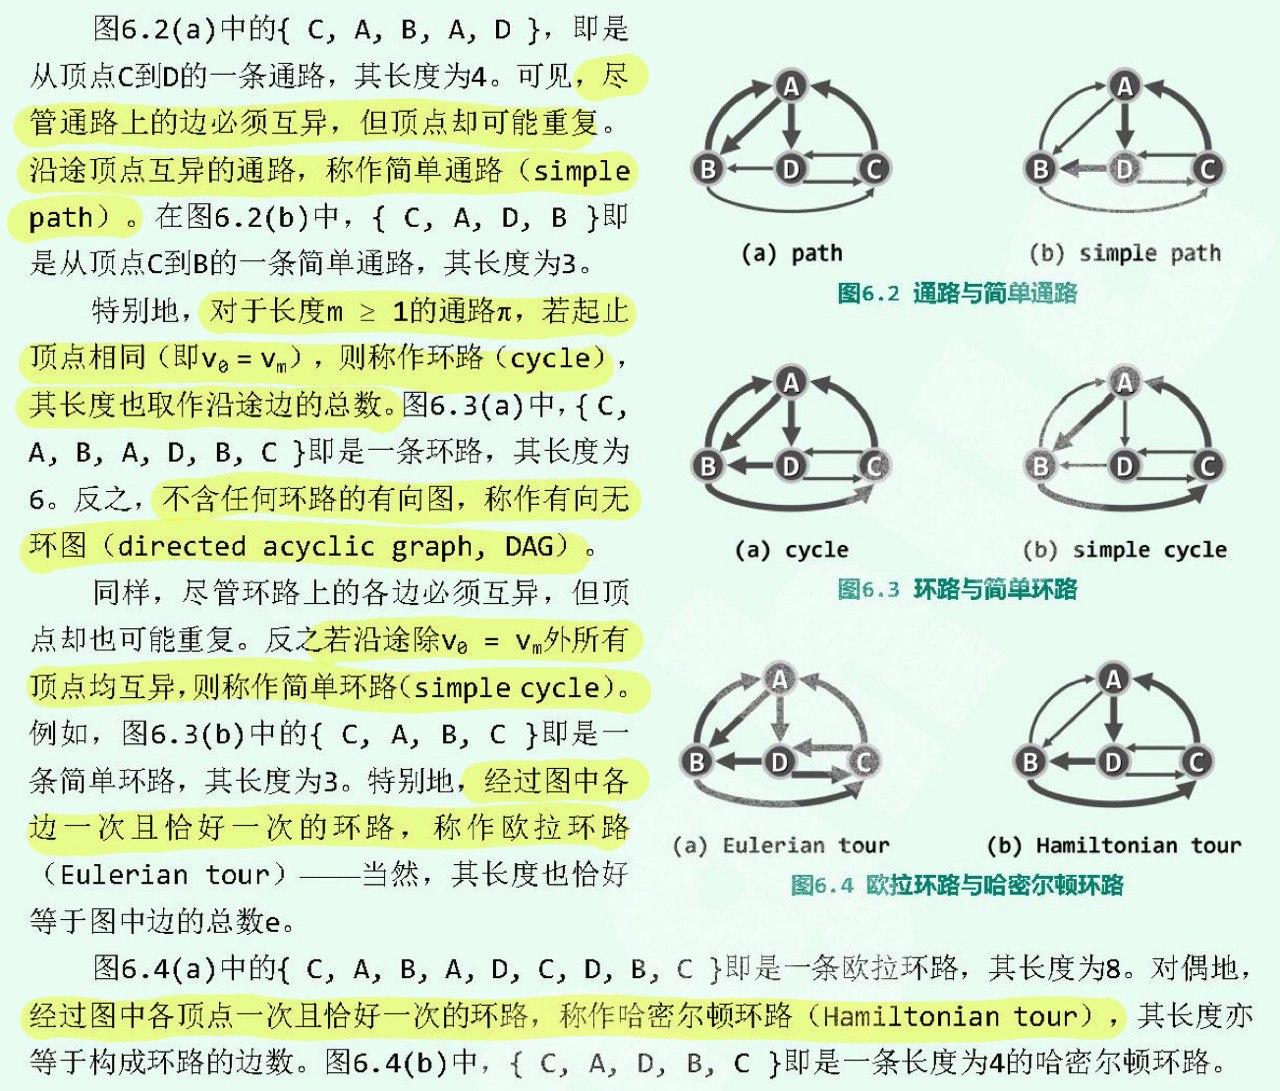 图6.2(a)中的{ C, A, B, A, D }，即是
从顶点C到D的一条通路，其长度为4。可见，尽
管通路上的边必须互异，但顶点却可能重复。
沿途顶点互异的通路，称作简单通路（simple
path）。在图6.2(b)中，{ C, A, D, B }即
是从顶点C到B的一条简单通路，其长度为3。
特别地，对于长度m ≥ 1的通路π，若起止
顶点相同（即v₀ = vₘ），则称作环路（cycle），
其长度也取作沿途边的总数。图6.3(a)中，{ C,
A, B, A, D, B, C }即是一条环路，其长度为
6。反之，不含任何环路的有向图，称作有向无
环图（directed acyclic graph, DAG）。
同样，尽管环路上的各边必须互异，但顶
点却也可能重复。反之若沿途除v₀ = vₘ外所有
顶点均互异，则称作简单环路（simple cycle）。
例如，图6.3(b)中的{ C, A, B, C }即是一
条简单环路，其长度为3。特别地，经过图中各
边一次且恰好一次的环路，称作欧拉环路
（Eulerian tour）——当然，其长度也恰好
等于图中边的总数e。
图6.4(a)中的{ C, A, B, A, D, C, D, B, C }即是一条欧拉环路，其长度为8。对偶地，
经过图中各顶点一次且恰好一次的环路，称作哈密尔顿环路（Hamiltonian tour），其长度亦
等于构成环路的边数。图6.4(b)中，{ C, A, D, B, C }即是一条长度为4的哈密尔顿环路。
A
B D C
(a) path
A
B D C
(b) simple path
图6.2 通路与简单通路
A
B D C
(a) cycle
A
B D C
(b) simple cycle
图6.3 环路与简单环路
A
B D C
(a) Eulerian tour
A
B D C
(b) Hamiltonian tour
图6.4 欧拉环路与哈密尔顿环路